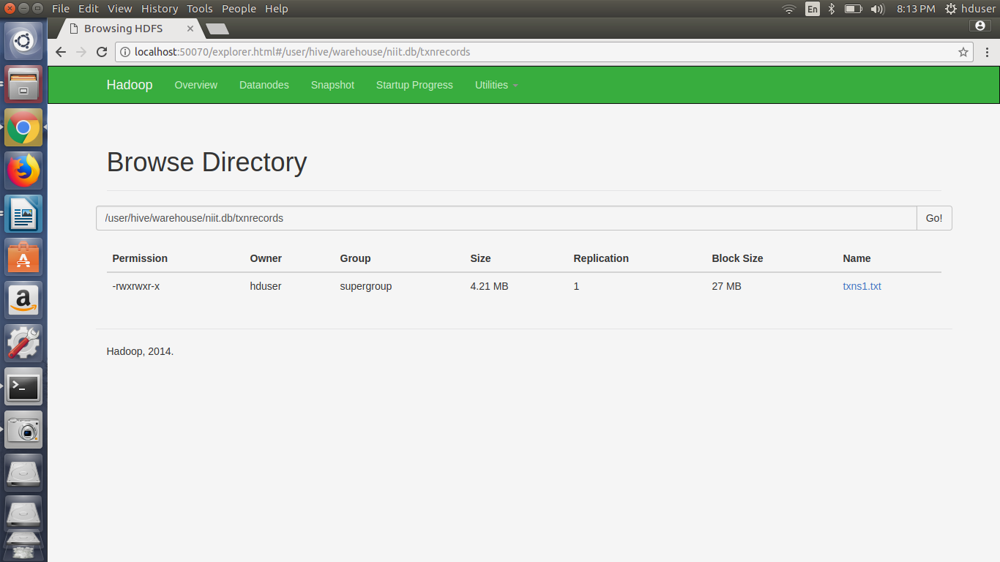 File Edit View History Tools People Help
En
8:13 PM
hduser
Browsing HDFS
localhost:50070/explorer.html#/user/hive/warehouse/niit.db/txnrecords
Hadoop Overview Datanodes Snapshot Startup Progress Utilities
Browse Directory
/user/hive/warehouse/niit.db/txnrecords Go!
Permission Owner Group Size Replication Block Size Name
-rwxrwxr-x hduser supergroup 4.21 MB 1 27 MB txns1.txt
Hadoop, 2014.